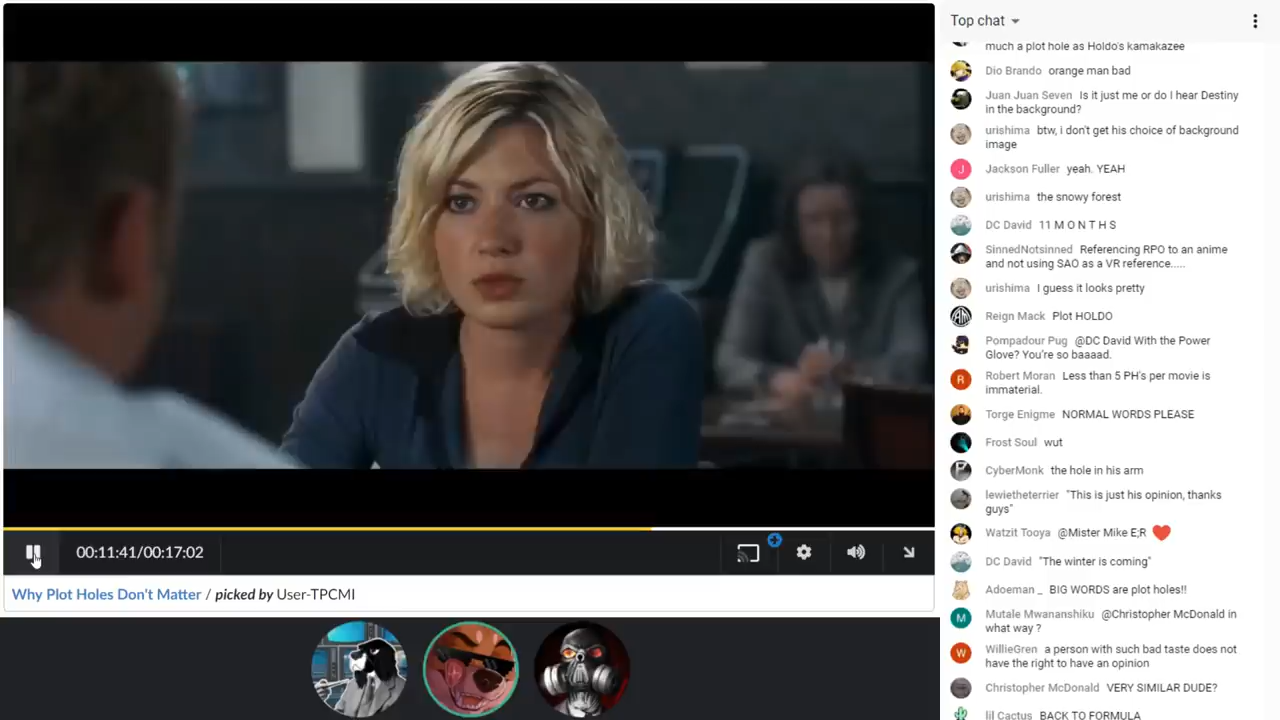 00:11:41/00:17:02
Why Plot Holes Don't Matter / picked by User-TPCMI
Top chat
much a plot hole as Holdo's kamakazee
Dio Brando orange man bad
Juan Juan Seven Is it just me or do I hear Destiny
in the background?
urishima btw, i don't get his choice of background
image
J
Jackson Fuller yeah. YEAH
urishima the snowy forest
DC David 11 M O N T H S
SinnedNotsinned Referencing RPO to an anime
and not using SAO as a VR reference.....
urishima I guess it looks pretty
Reign Mack Plot HOLDO
Pompadour Pug @DC David With the Power
Glove? You're so baaaad.
R
Robert Moran Less than 5 PH's per movie is
immaterial.
Torge Enigme NORMAL WORDS PLEASE
Frost Soul wut
CyberMonk the hole in his arm
lewietheterrier "This is just his opinion, thanks
guys"
Watzit Tooya @Mister Mike E;R
DC David "The winter is coming"
Adoeman _ BIG WORDS are plot holes!!
M
Mutale Mwananshiku @Christopher McDonald in
what way ?
W
WillieGren a person with such bad taste does not
have the right to have an opinion
Christopher McDonald VERY SIMILAR DUDE?
lil Cactus BACK TO FORMULA